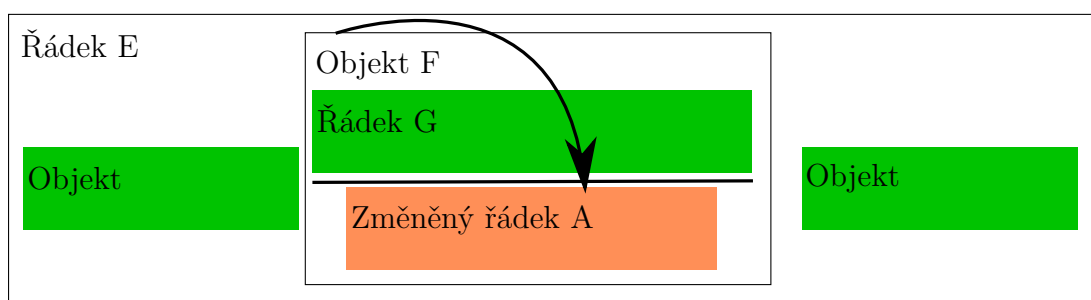 Řádek E
Objekt F
Řádek G
Objekt
Objekt
Změněný řádek A